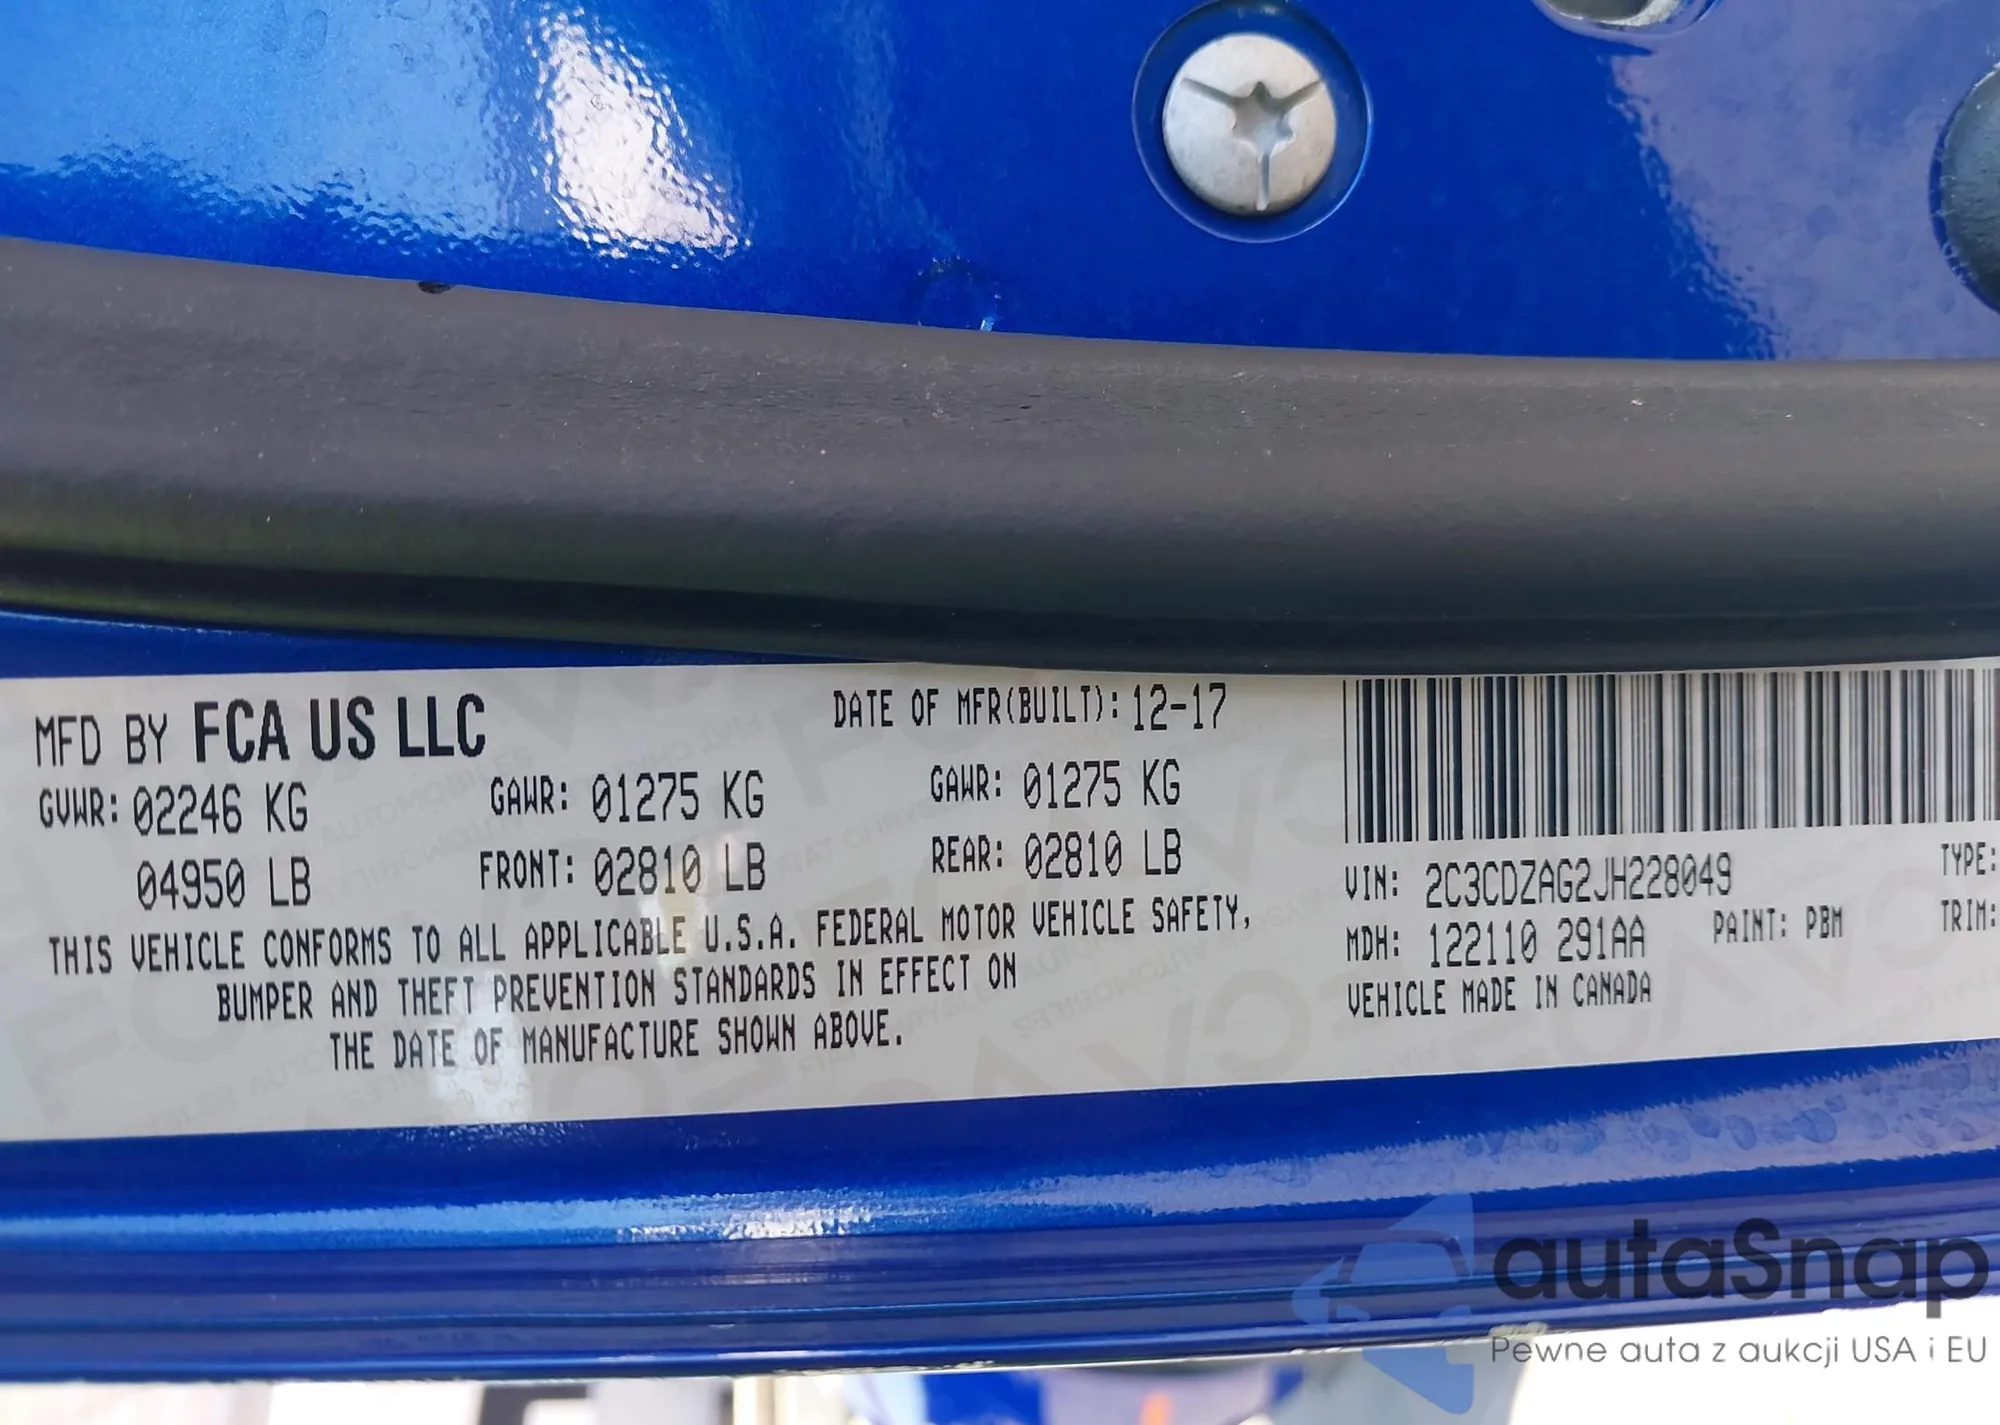 MFD BY FCA US LLC DATE OF MFR(BUILT): 12-17
GVWR: 02246 KG GAWR: 01275 KG GAWR: 01275 KG
04950 LB FRONT: 02810 LB REAR: 02810 LB
THIS VEHICLE CONFORMS TO ALL APPLICABLE U.S.A. FEDERAL MOTOR VEHICLE SAFETY,
BUMPER AND THEFT PREVENTION STANDARDS IN EFFECT ON
THE DATE OF MANUFACTURE SHOWN ABOVE.
VIN: 2C3CDZAG2JH228049 TYPE:
MDH: 122110 291AA PAINT: PBM TRIM:
VEHICLE MADE IN CANADA
autaSnap
Pewne auta z aukcji USA i EU